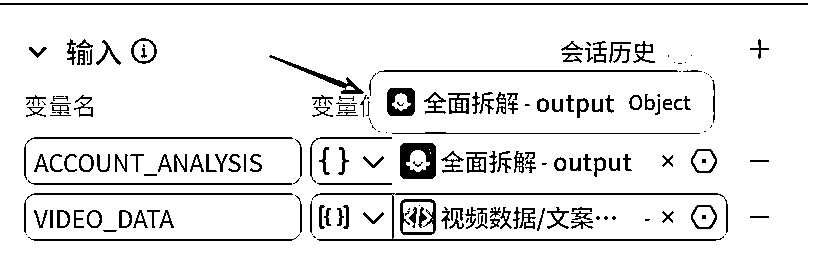 输入 会话历史
全面拆解 - output Object
变量名 变量值
ACCOUNT_ANALYSIS {} 全面拆解 - output
VIDEO_DATA [{}] 视频数据/文案…